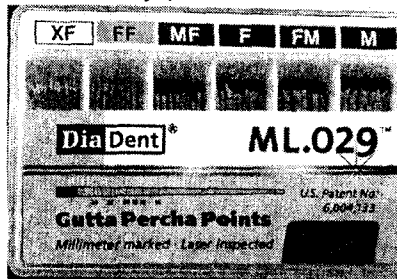 XF FF MF F FM M
DiaDent® ML.029™
U.S. Patent No:
6,004,133
Gutta Percha Points
Millimeter marked · Laser Inspected